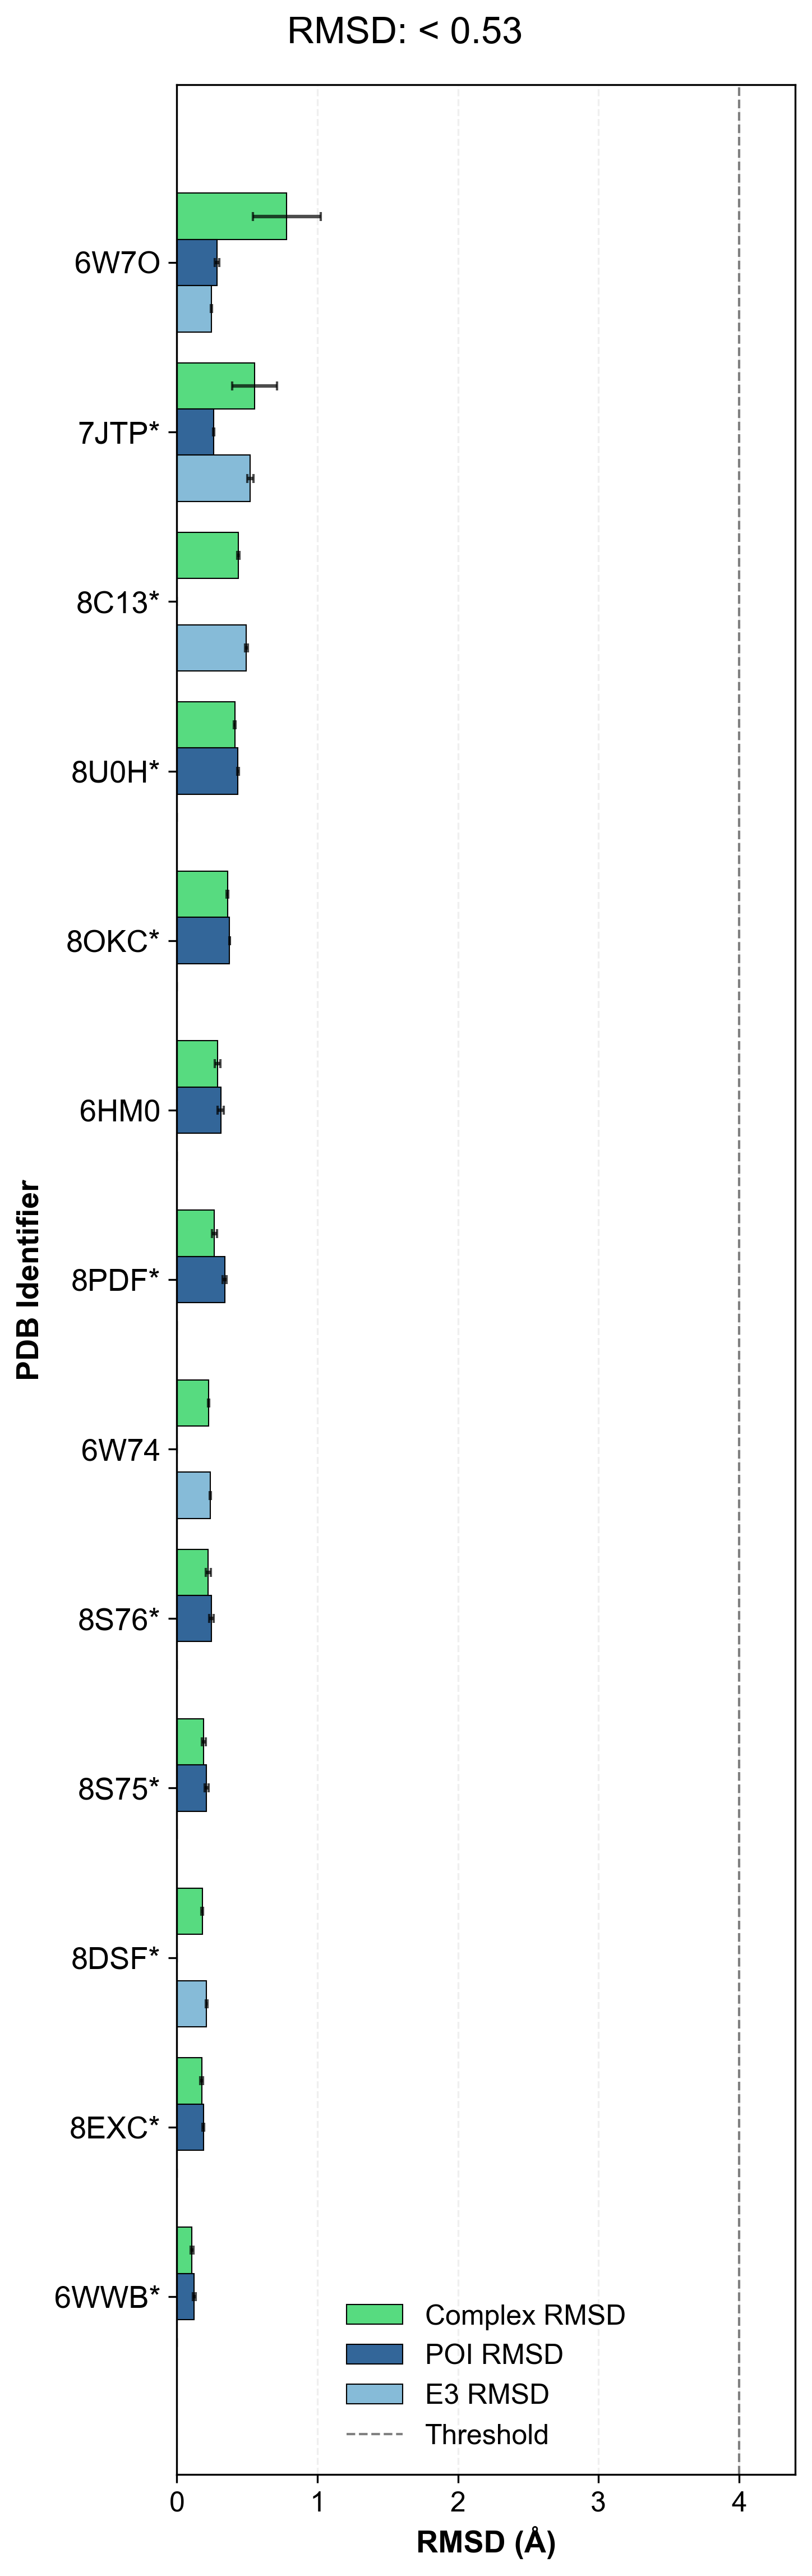 RMSD: < 0.53
6W7O
7JTP*
8C13*
8U0H*
8OKC*
6HM0
8PDF*
6W74
8S76*
8S75*
8DSF*
8EXC*
6WWB*
PDB Identifier
Complex RMSD
POI RMSD
E3 RMSD
Threshold
0 1 2 3 4
RMSD (Å)